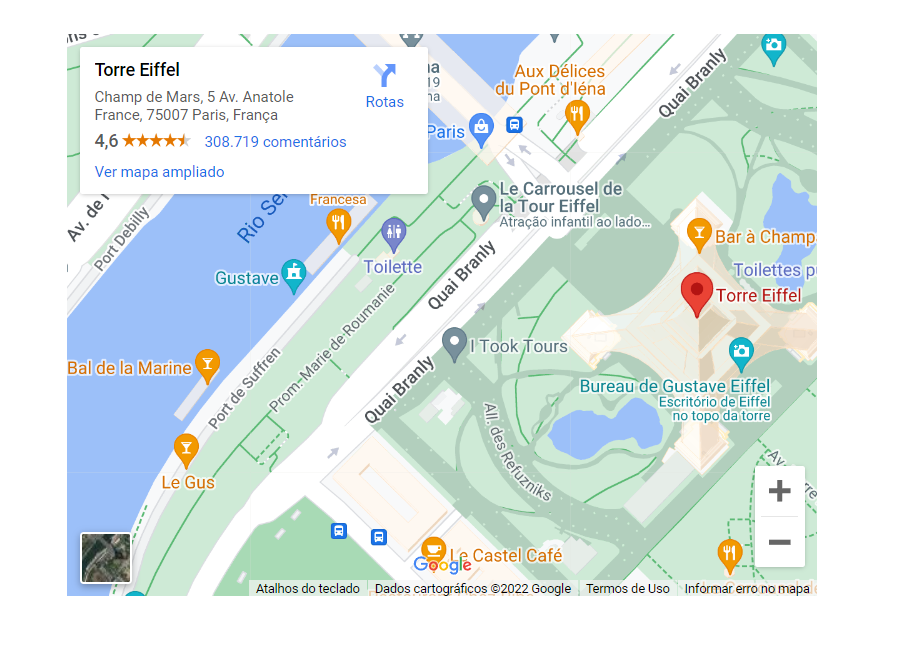 Torre Eiffel
Champ de Mars, 5 Av. Anatole
France, 75007 Paris, França
Rotas
4,6
308.719 comentários
Ver mapa ampliado
Aux Délices
du Pont d'Iéna
Quai Branly
Paris
Le Carrousel de
la Tour Eiffel
Atração infantil ao lado...
Av. de
Port Debilly
Rio Se
Francesa
Toilette
Gustave
Quai Branly
Bar à Champ
Toilettes pu
Torre Eiffel
Prom. Marie de Roumanie
I Took Tours
Bal de la Marine
Port de Suffren
Quai Branly
Bureau de Gustave Eiffel
Escritório de Eiffel
no topo da torre
All. des Refuzniks
Le Gus
Le Castel Café
Google
Atalhos do teclado
Dados cartográficos ©2022 Google
Termos de Uso
Informar erro no mapa